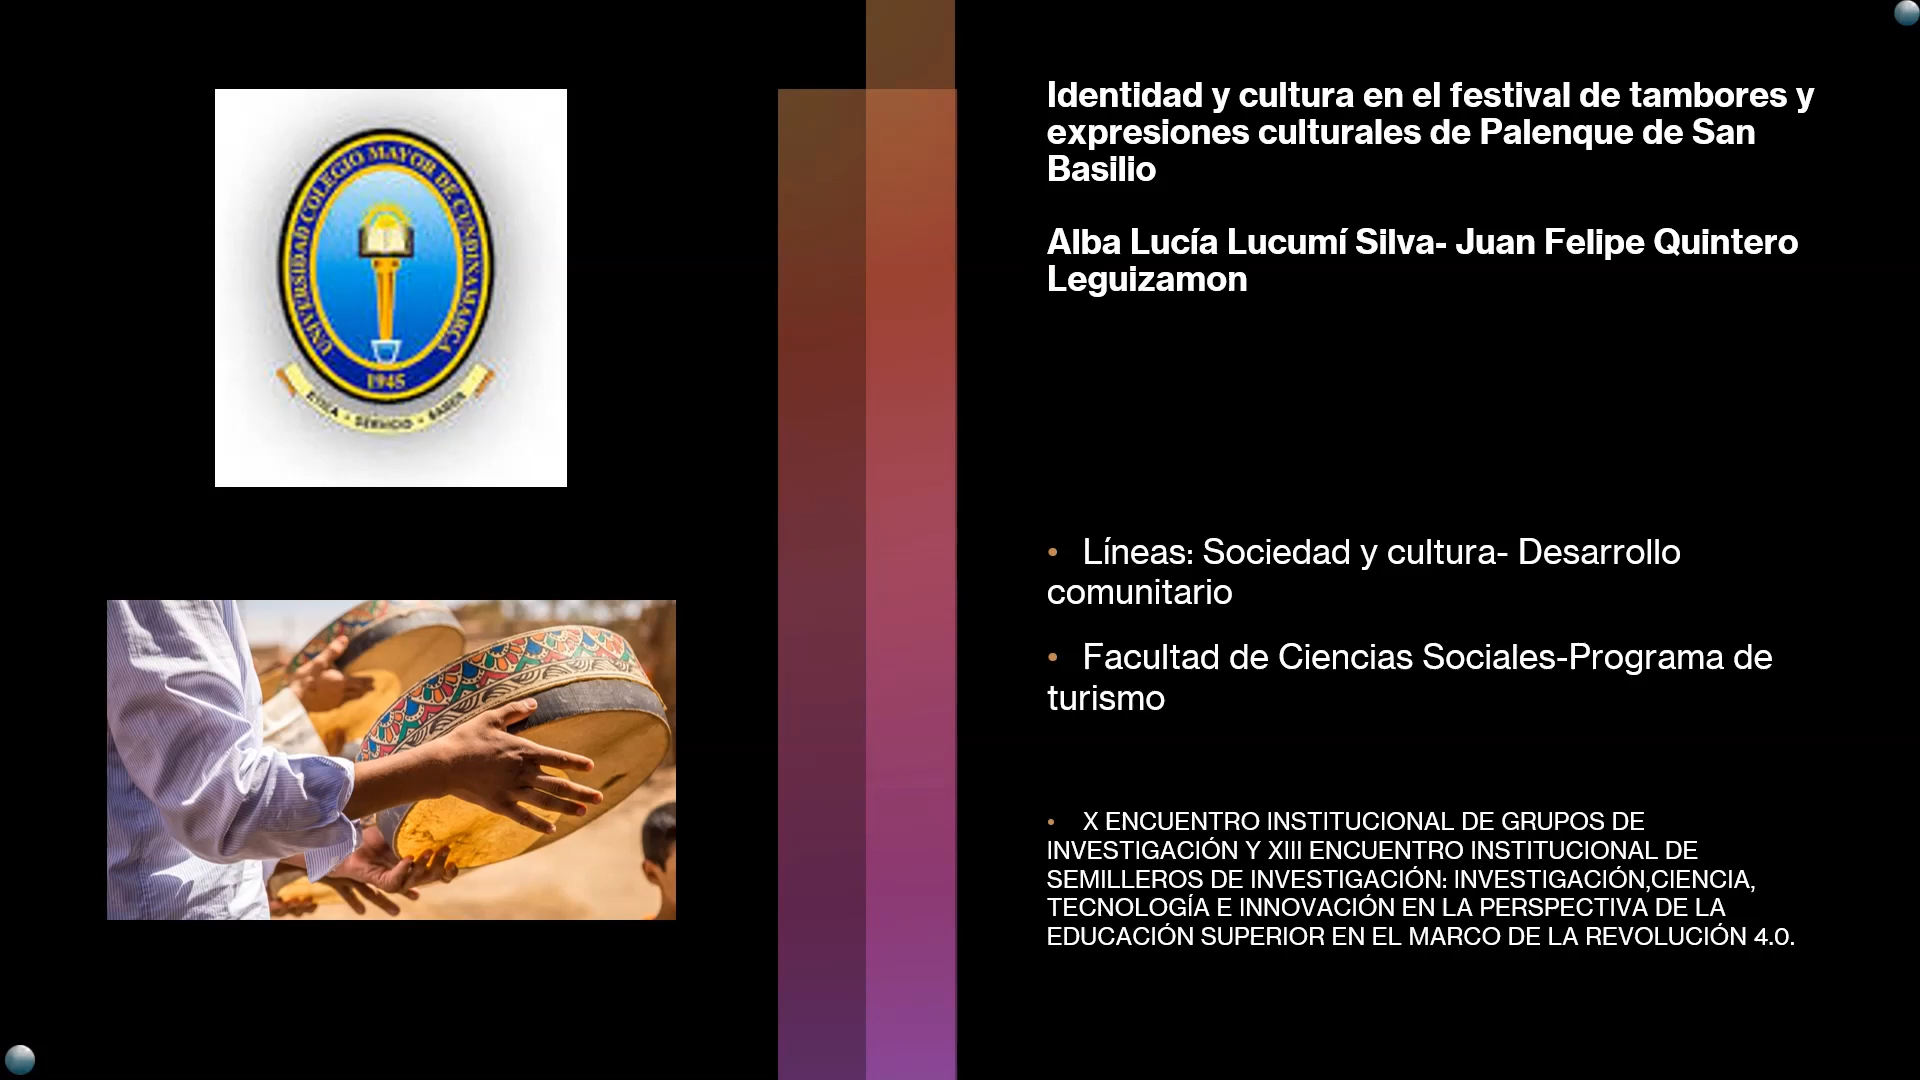 UNIVERSIDAD COLEGIO MAYOR DE CUNDINAMARCA
1945
ETICA - SERVICIO - SABER
Identidad y cultura en el festival de tambores y
expresiones culturales de Palenque de San
Basilio
Alba Lucía Lucumí Silva- Juan Felipe Quintero
Leguizamon
• Líneas: Sociedad y cultura- Desarrollo
comunitario
• Facultad de Ciencias Sociales-Programa de
turismo
• X ENCUENTRO INSTITUCIONAL DE GRUPOS DE
INVESTIGACIÓN Y XIII ENCUENTRO INSTITUCIONAL DE
SEMILLEROS DE INVESTIGACIÓN: INVESTIGACIÓN,CIENCIA,
TECNOLOGÍA E INNOVACIÓN EN LA PERSPECTIVA DE LA
EDUCACIÓN SUPERIOR EN EL MARCO DE LA REVOLUCIÓN 4.0.